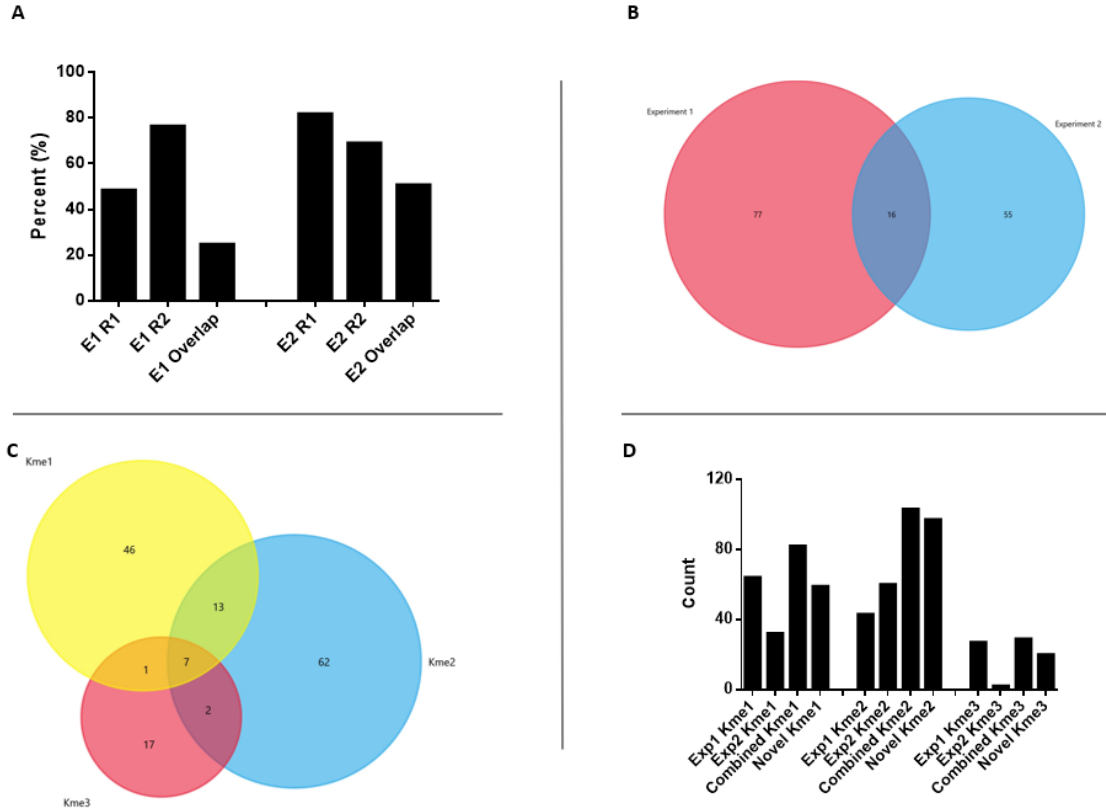 A
Percent (%)
100
80
60
40
20
0
E1 R1
E1 R2
E1 Overlap
E2 R1
E2 R2
E2 Overlap
B
Experiment 1
Experiment 2
77
16
55
C
Kme1
46
13
Kme2
1
7
62
2
17
Kme3
D
Count
120
80
40
0
Exp1 Kme1
Exp2 Kme1
Combined Kme1
Novel Kme1
Exp1 Kme2
Exp2 Kme2
Combined Kme2
Novel Kme2
Exp1 Kme3
Exp2 Kme3
Combined Kme3
Novel Kme3